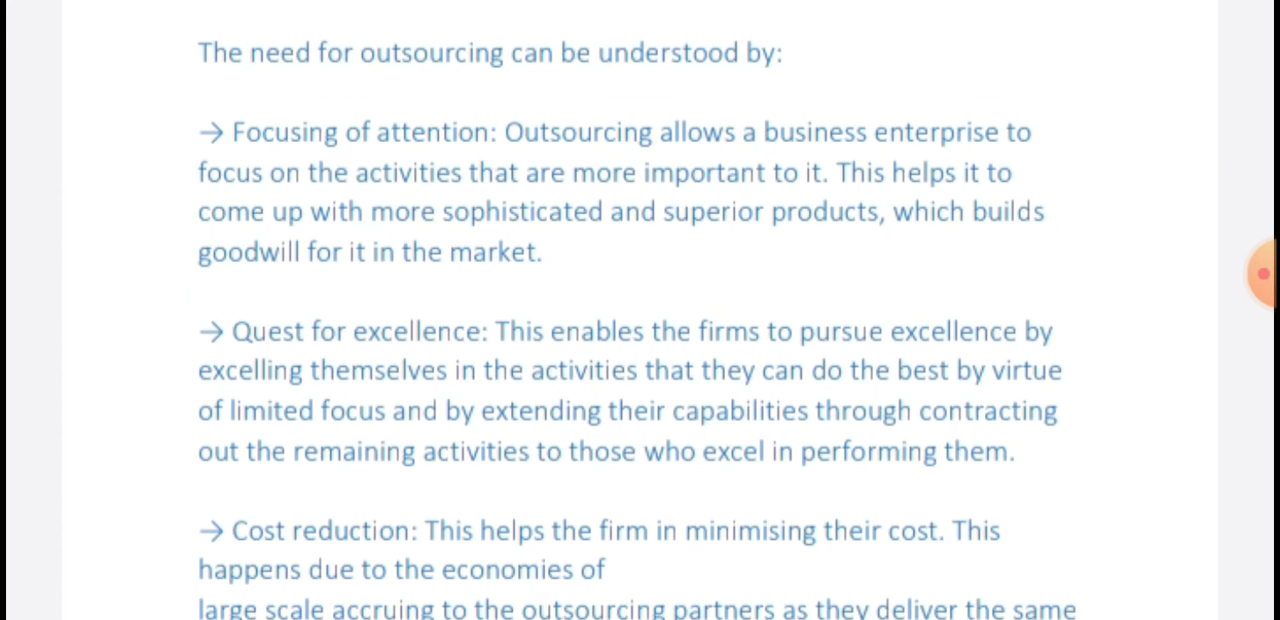 The need for outsourcing can be understood by:
→ Focusing of attention: Outsourcing allows a business enterprise to
focus on the activities that are more important to it. This helps it to
come up with more sophisticated and superior products, which builds
goodwill for it in the market.
→ Quest for excellence: This enables the firms to pursue excellence by
excelling themselves in the activities that they can do the best by virtue
of limited focus and by extending their capabilities through contracting
out the remaining activities to those who excel in performing them.
→ Cost reduction: This helps the firm in minimising their cost. This
happens due to the economies of
large scale accruing to the outsourcing partners as they deliver the same